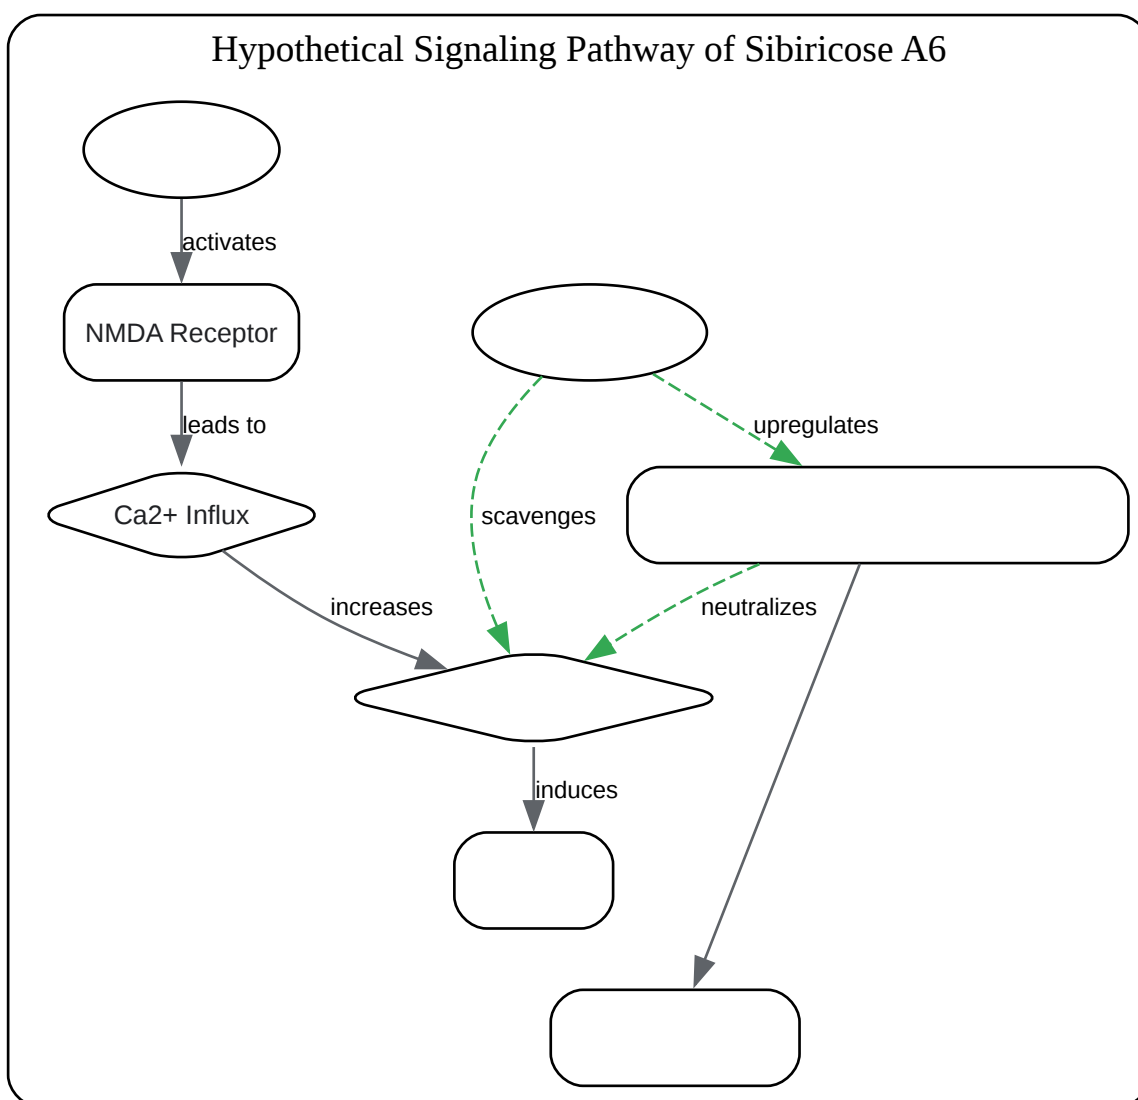 Hypothetical Signaling Pathway of Sibiricose A6
activates
NMDA Receptor
leads to
upregulates
Ca2+ Influx
scavenges
increases
neutralizes
induces